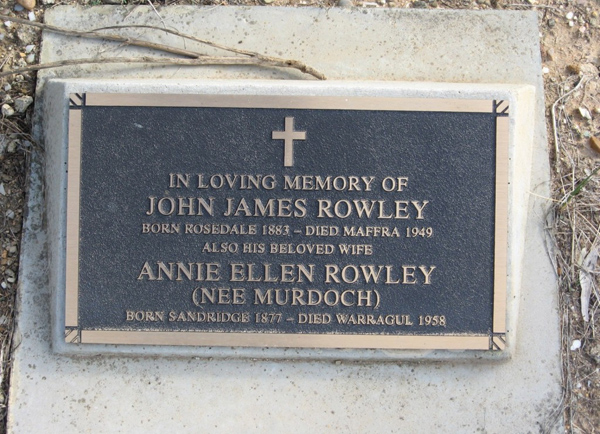 IN LOVING MEMORY OF
JOHN JAMES ROWLEY
BORN ROSEDALE 1883 – DIED MAFFRA 1949
ALSO HIS BELOVED WIFE
ANNIE ELLEN ROWLEY
(NEE MURDOCH)
BORN SANDRIDGE 1877 – DIED WARRAGUL 1958